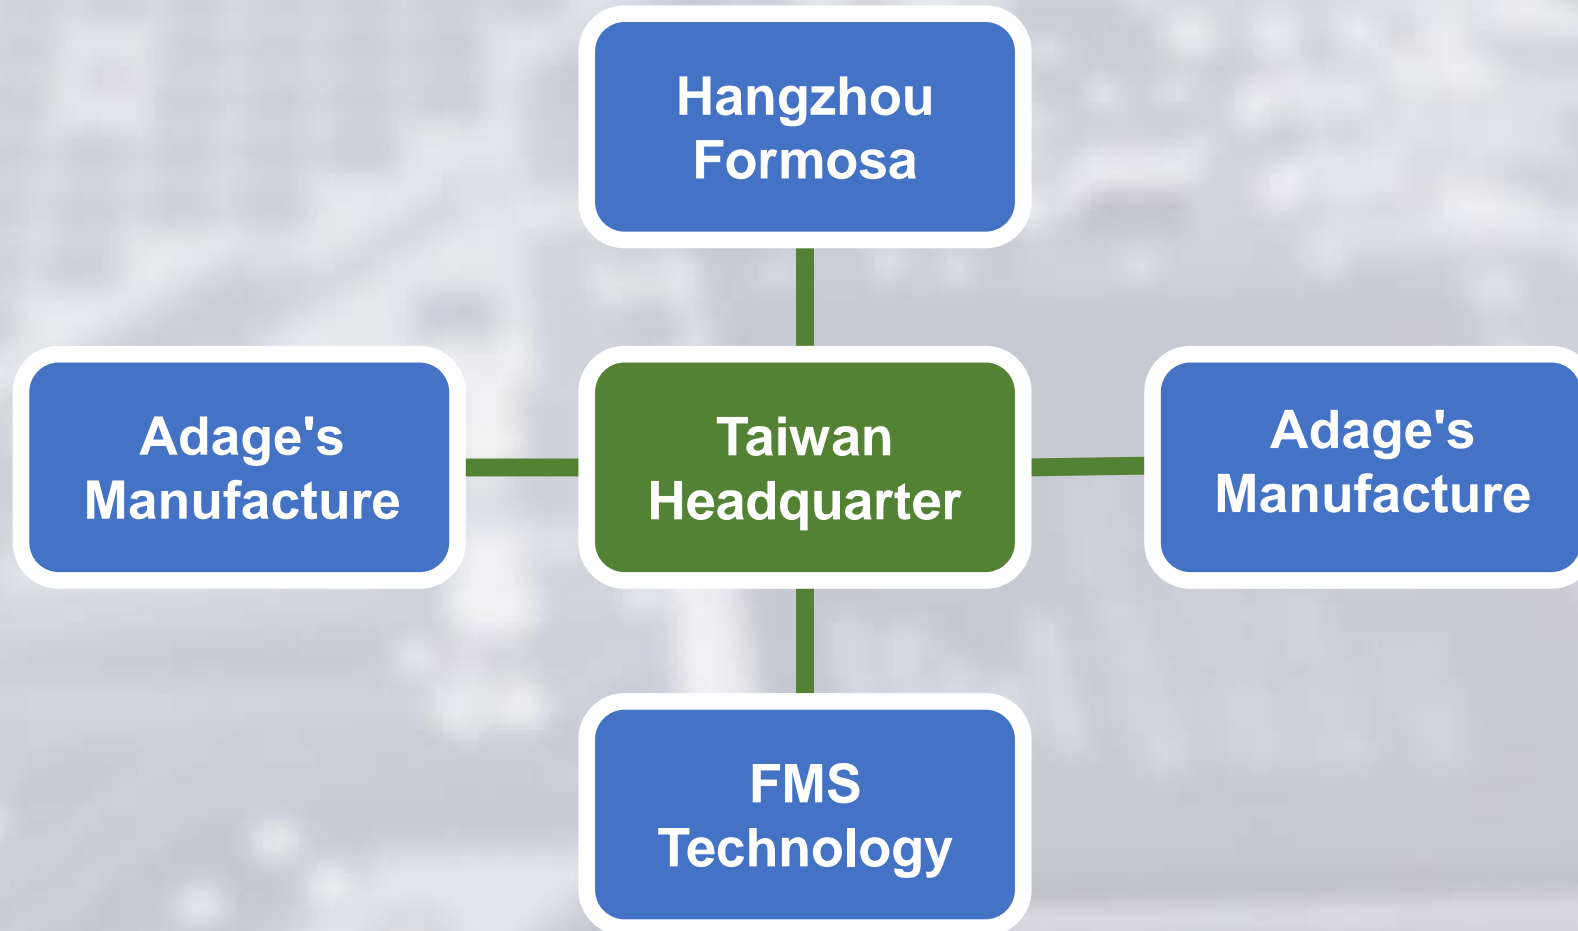 Hangzhou
Formosa
Adage's
Manufacture
Taiwan
Headquarter
Adage's
Manufacture
FMS
Technology